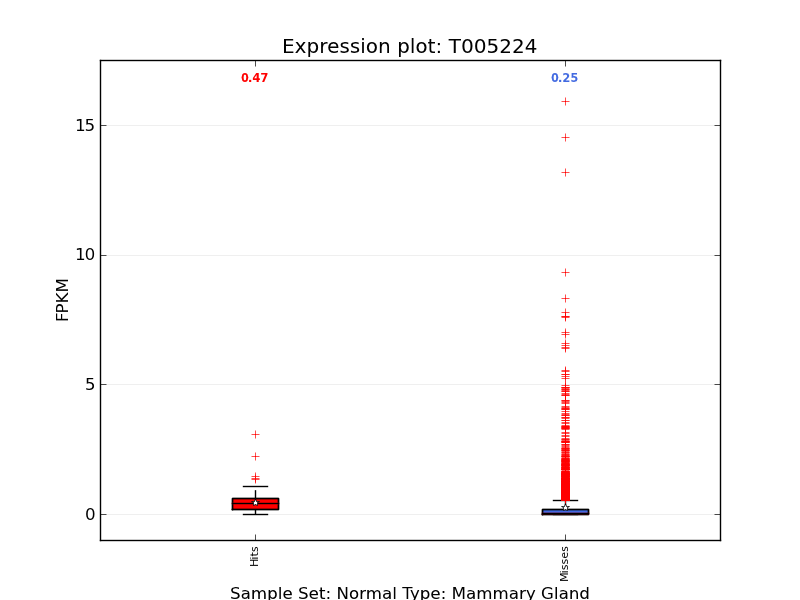 Expression plot: T005224
0.47
0.25
15
10
5
0
FPKM
Hits
Misses
Sample Set: Normal Type: Mammary Gland